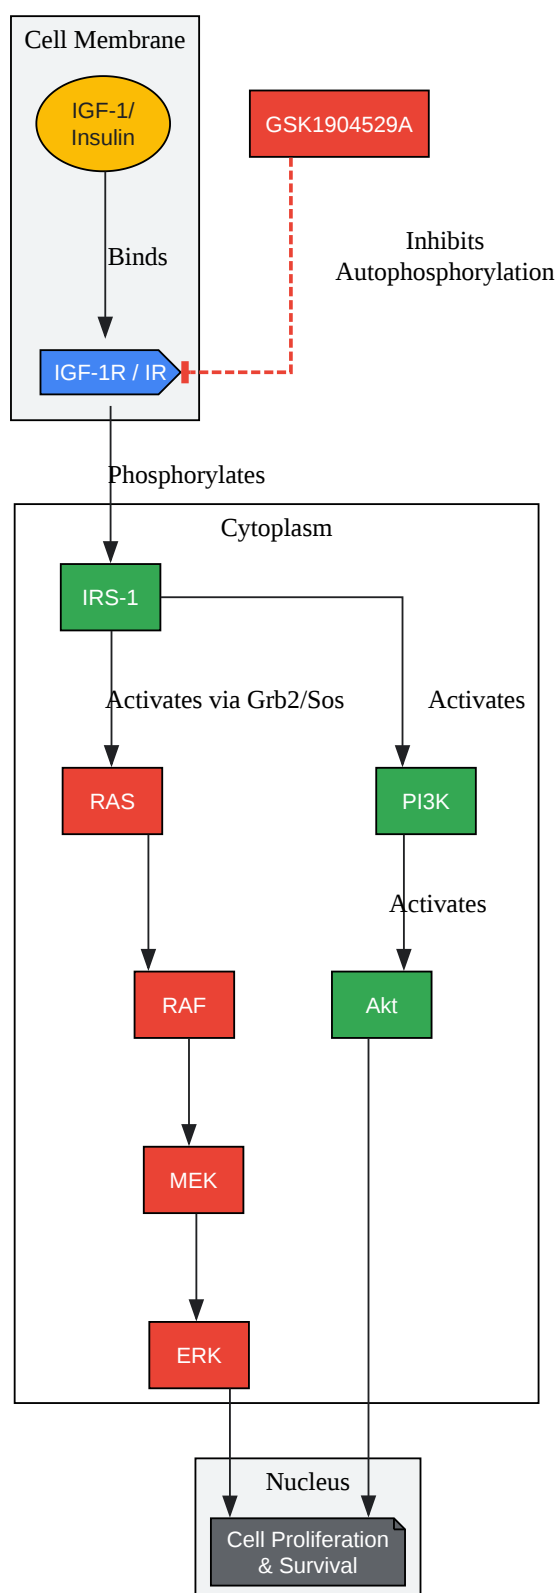 Cell Membrane
IGF-1/
Insulin
GSK1904529A
Binds
Inhibits
Autophosphorylation
IGF-1R / IR
Phosphorylates
Cytoplasm
IRS-1
Activates via Grb2/Sos
Activates
RAS
PI3K
Activates
RAF
Akt
MEK
ERK
Nucleus
Cell Proliferation
& Survival